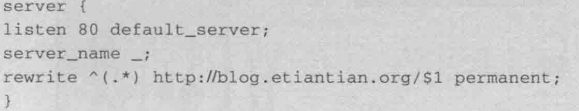 server {
listen 80 default_server;
server_name _;
rewrite ^(.*) http://blog.etiantian.org/$1 permanent;
}